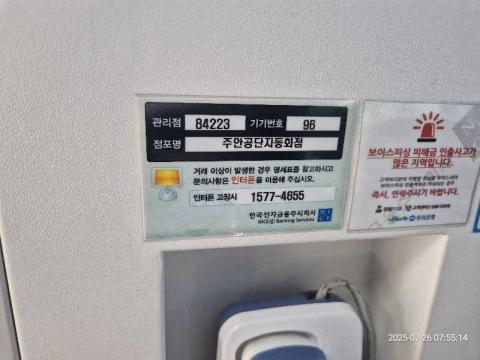 관리점 84223 기기번호 96
점포명 주안공단자동화점
거래 이상이 발생한 경우 명세표를 참고하시고
문의사항은 인터폰을 이용해 주십시오.
인터폰 고장시 1577-4655
한국전자금융주식회사
NICE Banking Services
보이스피싱 피해금 인출사고가
많은 지역입니다.
즉시, 연락주시기 바랍니다.
우리은행
2025-07-26 07:55:14